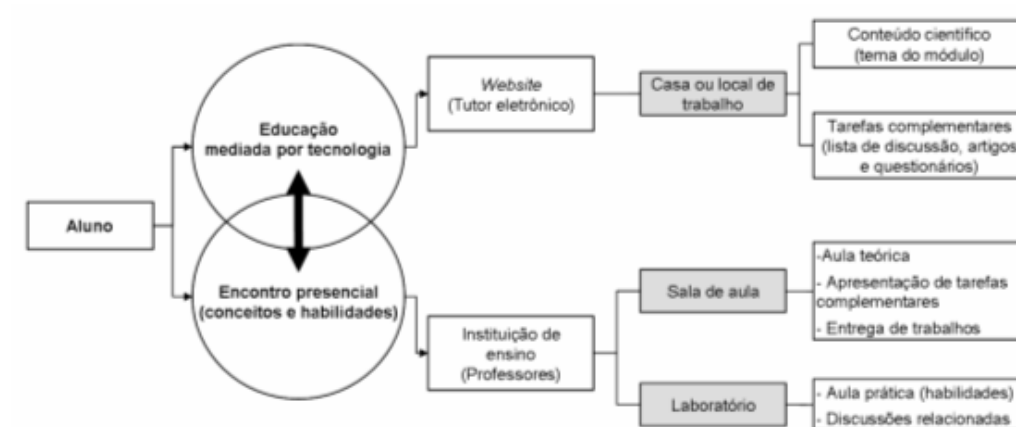 Aluno
Educação
mediada por tecnologia
Encontro presencial
(conceitos e habilidades)
Website
(Tutor eletrônico)
Casa ou local de
trabalho
Conteúdo científico
(tema do módulo)
Tarefas complementares
(lista de discussão, artigos
e questionários)
Instituição de
ensino
(Professores)
Sala de aula
-Aula teórica
- Apresentação de tarefas
complementares
- Entrega de trabalhos
Laboratório
- Aula prática (habilidades)
- Discussões relacionadas